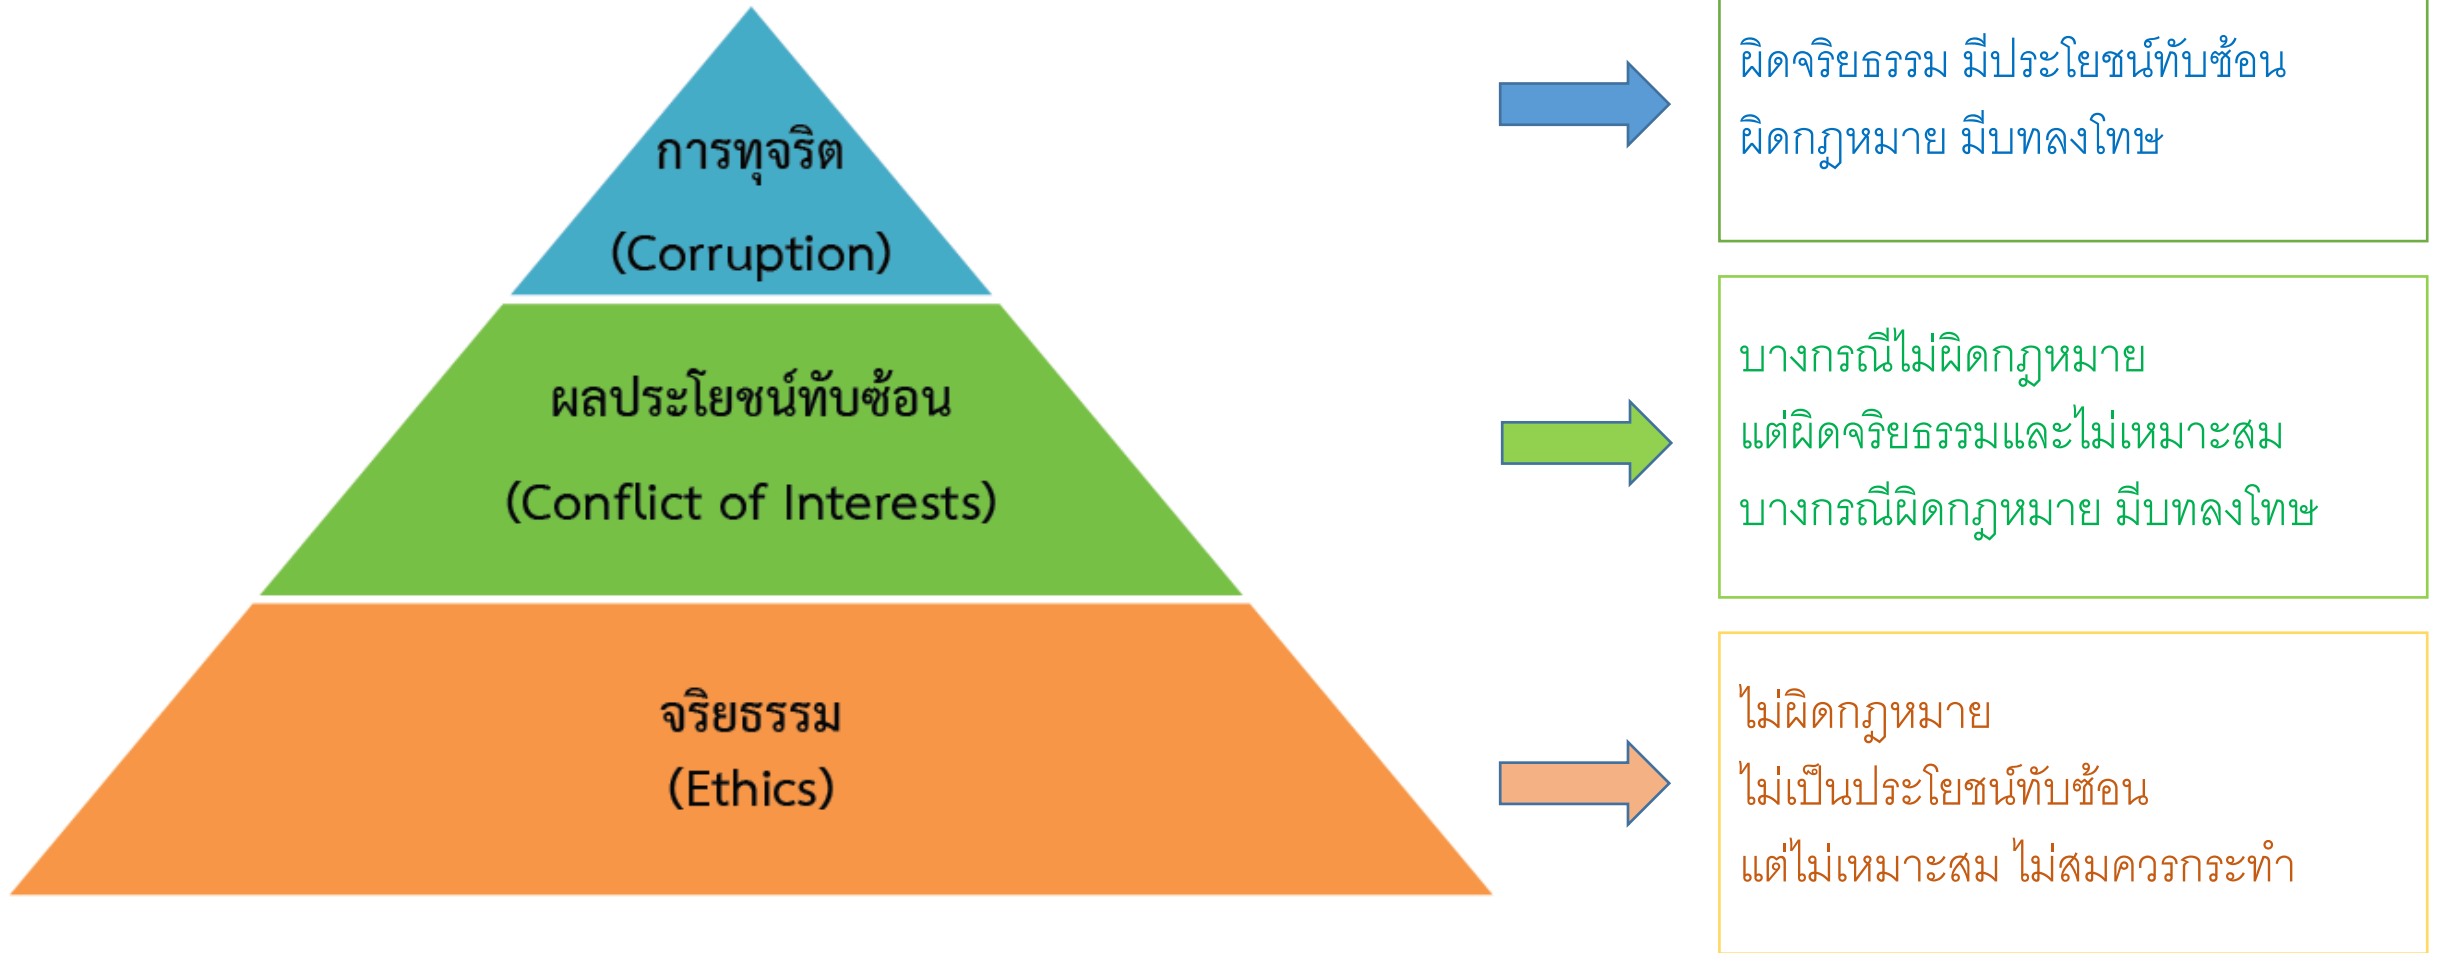 การทุจริต
(Corruption)
ผลประโยชน์ทับซ้อน
(Conflict of Interests)
จริยธรรม
(Ethics)
ผิดจริยธรรม มีประโยชน์ทับซ้อน
ผิดกฎหมาย มีบทลงโทษ
บางกรณีไม่ผิดกฎหมาย
แต่ผิดจริยธรรมและไม่เหมาะสม
บางกรณีผิดกฎหมาย มีบทลงโทษ
ไม่ผิดกฎหมาย
ไม่เป็นประโยชน์ทับซ้อน
แต่ไม่เหมาะสม ไม่สมควรกระทำ